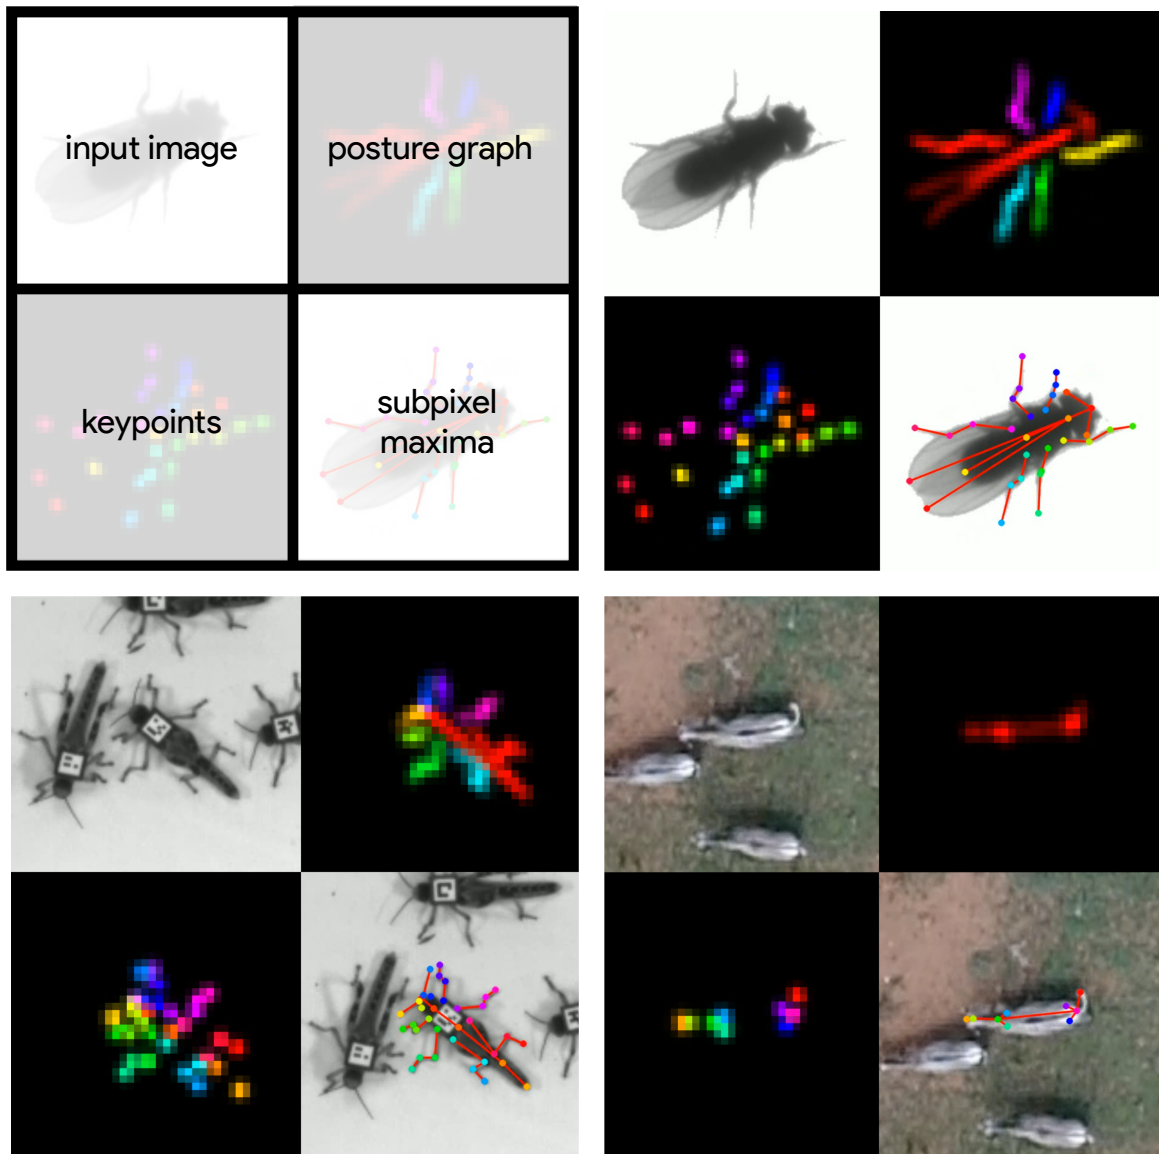 input image
posture graph
keypoints
subpixel
maxima